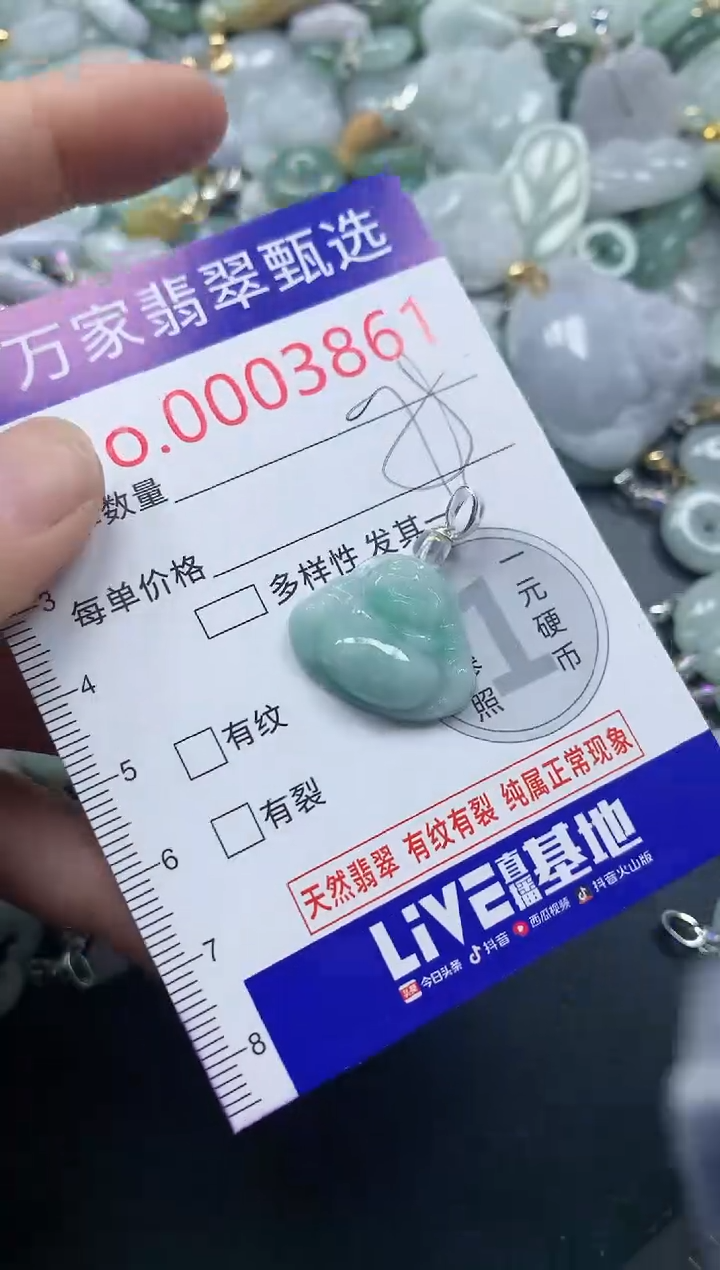 万家翡翠甄选
o.0003861
数量
每单价格
多样性 发其一
一元硬币
1
参照
3
4
有纹
5
有裂
6
天然翡翠 有纹有裂 纯属正常现象
7
LiVE直播基地
今日头条 抖音 西瓜视频 抖音火山版
8